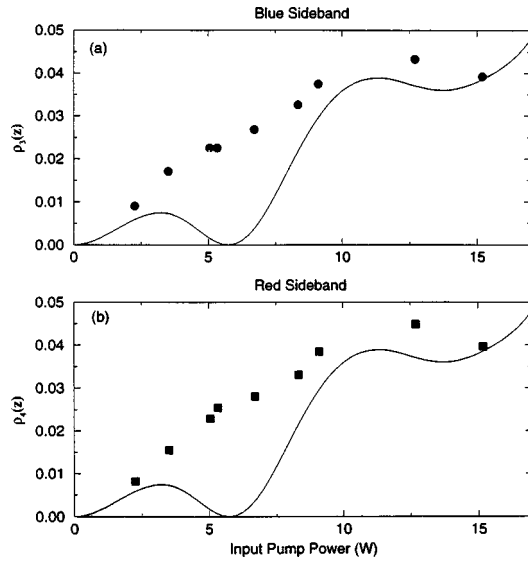 Blue Sideband
(a)
ρ₃(z)
0.05
0.04
0.03
0.02
0.01
0.00
0 5 10 15
Red Sideband
(b)
ρ₄(z)
0.05
0.04
0.03
0.02
0.01
0.00
0 5 10 15
Input Pump Power (W)